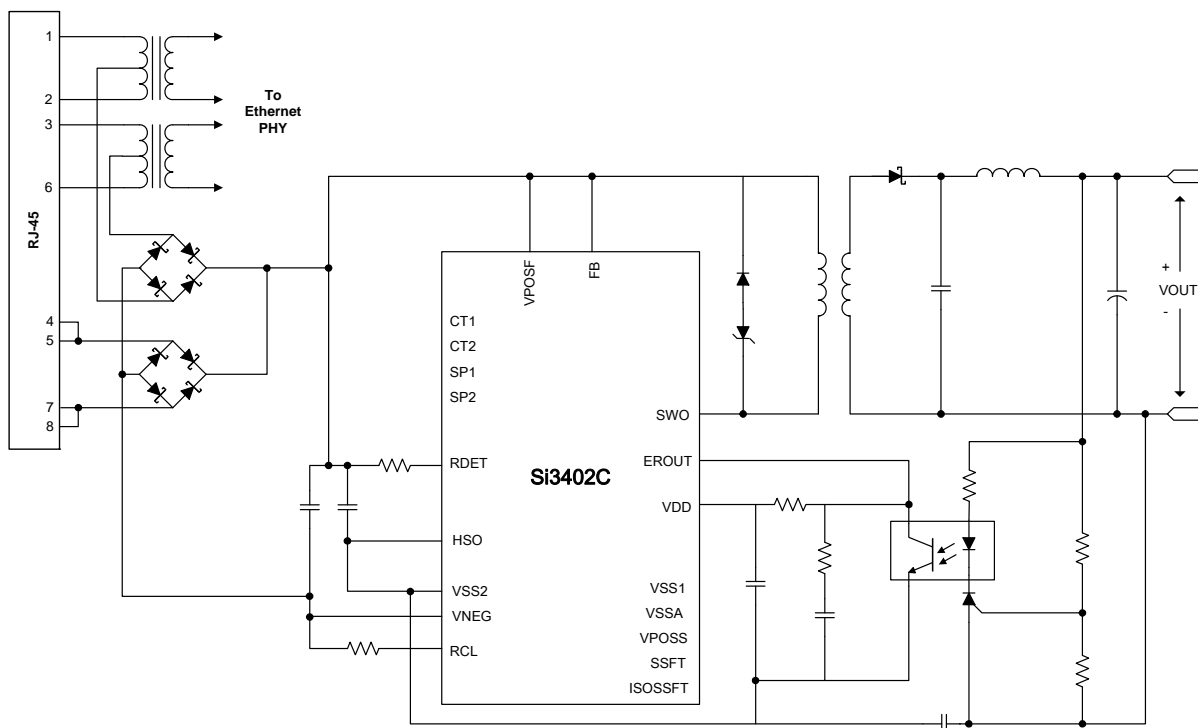 RJ-45
1
2
3
6
4
5
7
8
To
Ethernet
PHY
VPOSF
FB
CT1
CT2
SP1
SP2
RDET
HSO
VSS2
VNEG
RCL
Si3402C
SWO
EROUT
VDD
VSS1
VSSA
VPOSS
SSFT
ISOSSFT
+
VOUT
-